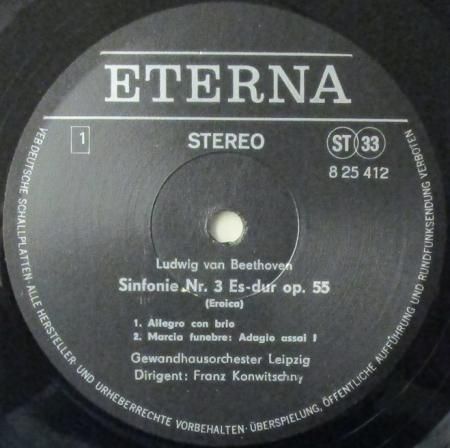 ETERNA
1
STEREO
ST 33
8 25 412
Ludwig van Beethoven
Sinfonie Nr. 3 Es-dur op. 55
(Eroica)
1. Allegro con brio
2. Marcia funebre: Adagio assai I
Gewandhausorchester Leipzig
Dirigent: Franz Konwitschny
VEB DEUTSCHE SCHALLPLATTEN ALLE HERSTELLER- UND URHEBERRECHTE VORBEHALTEN · ÜBERSPIELUNG, ÖFFENTLICHE AUFFÜHRUNG UND RUNDFUNKSENDUNG VERBOTEN